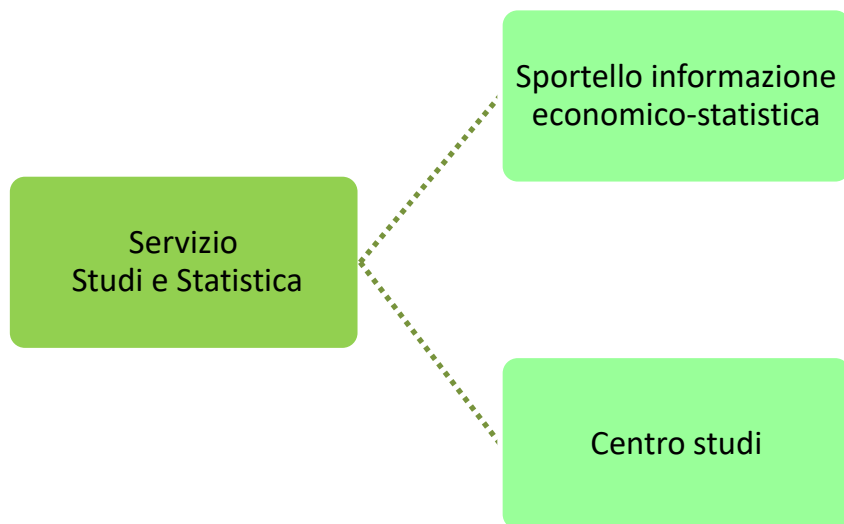 Sportello informazione
economico-statistica
Servizio
Studi e Statistica
Centro studi